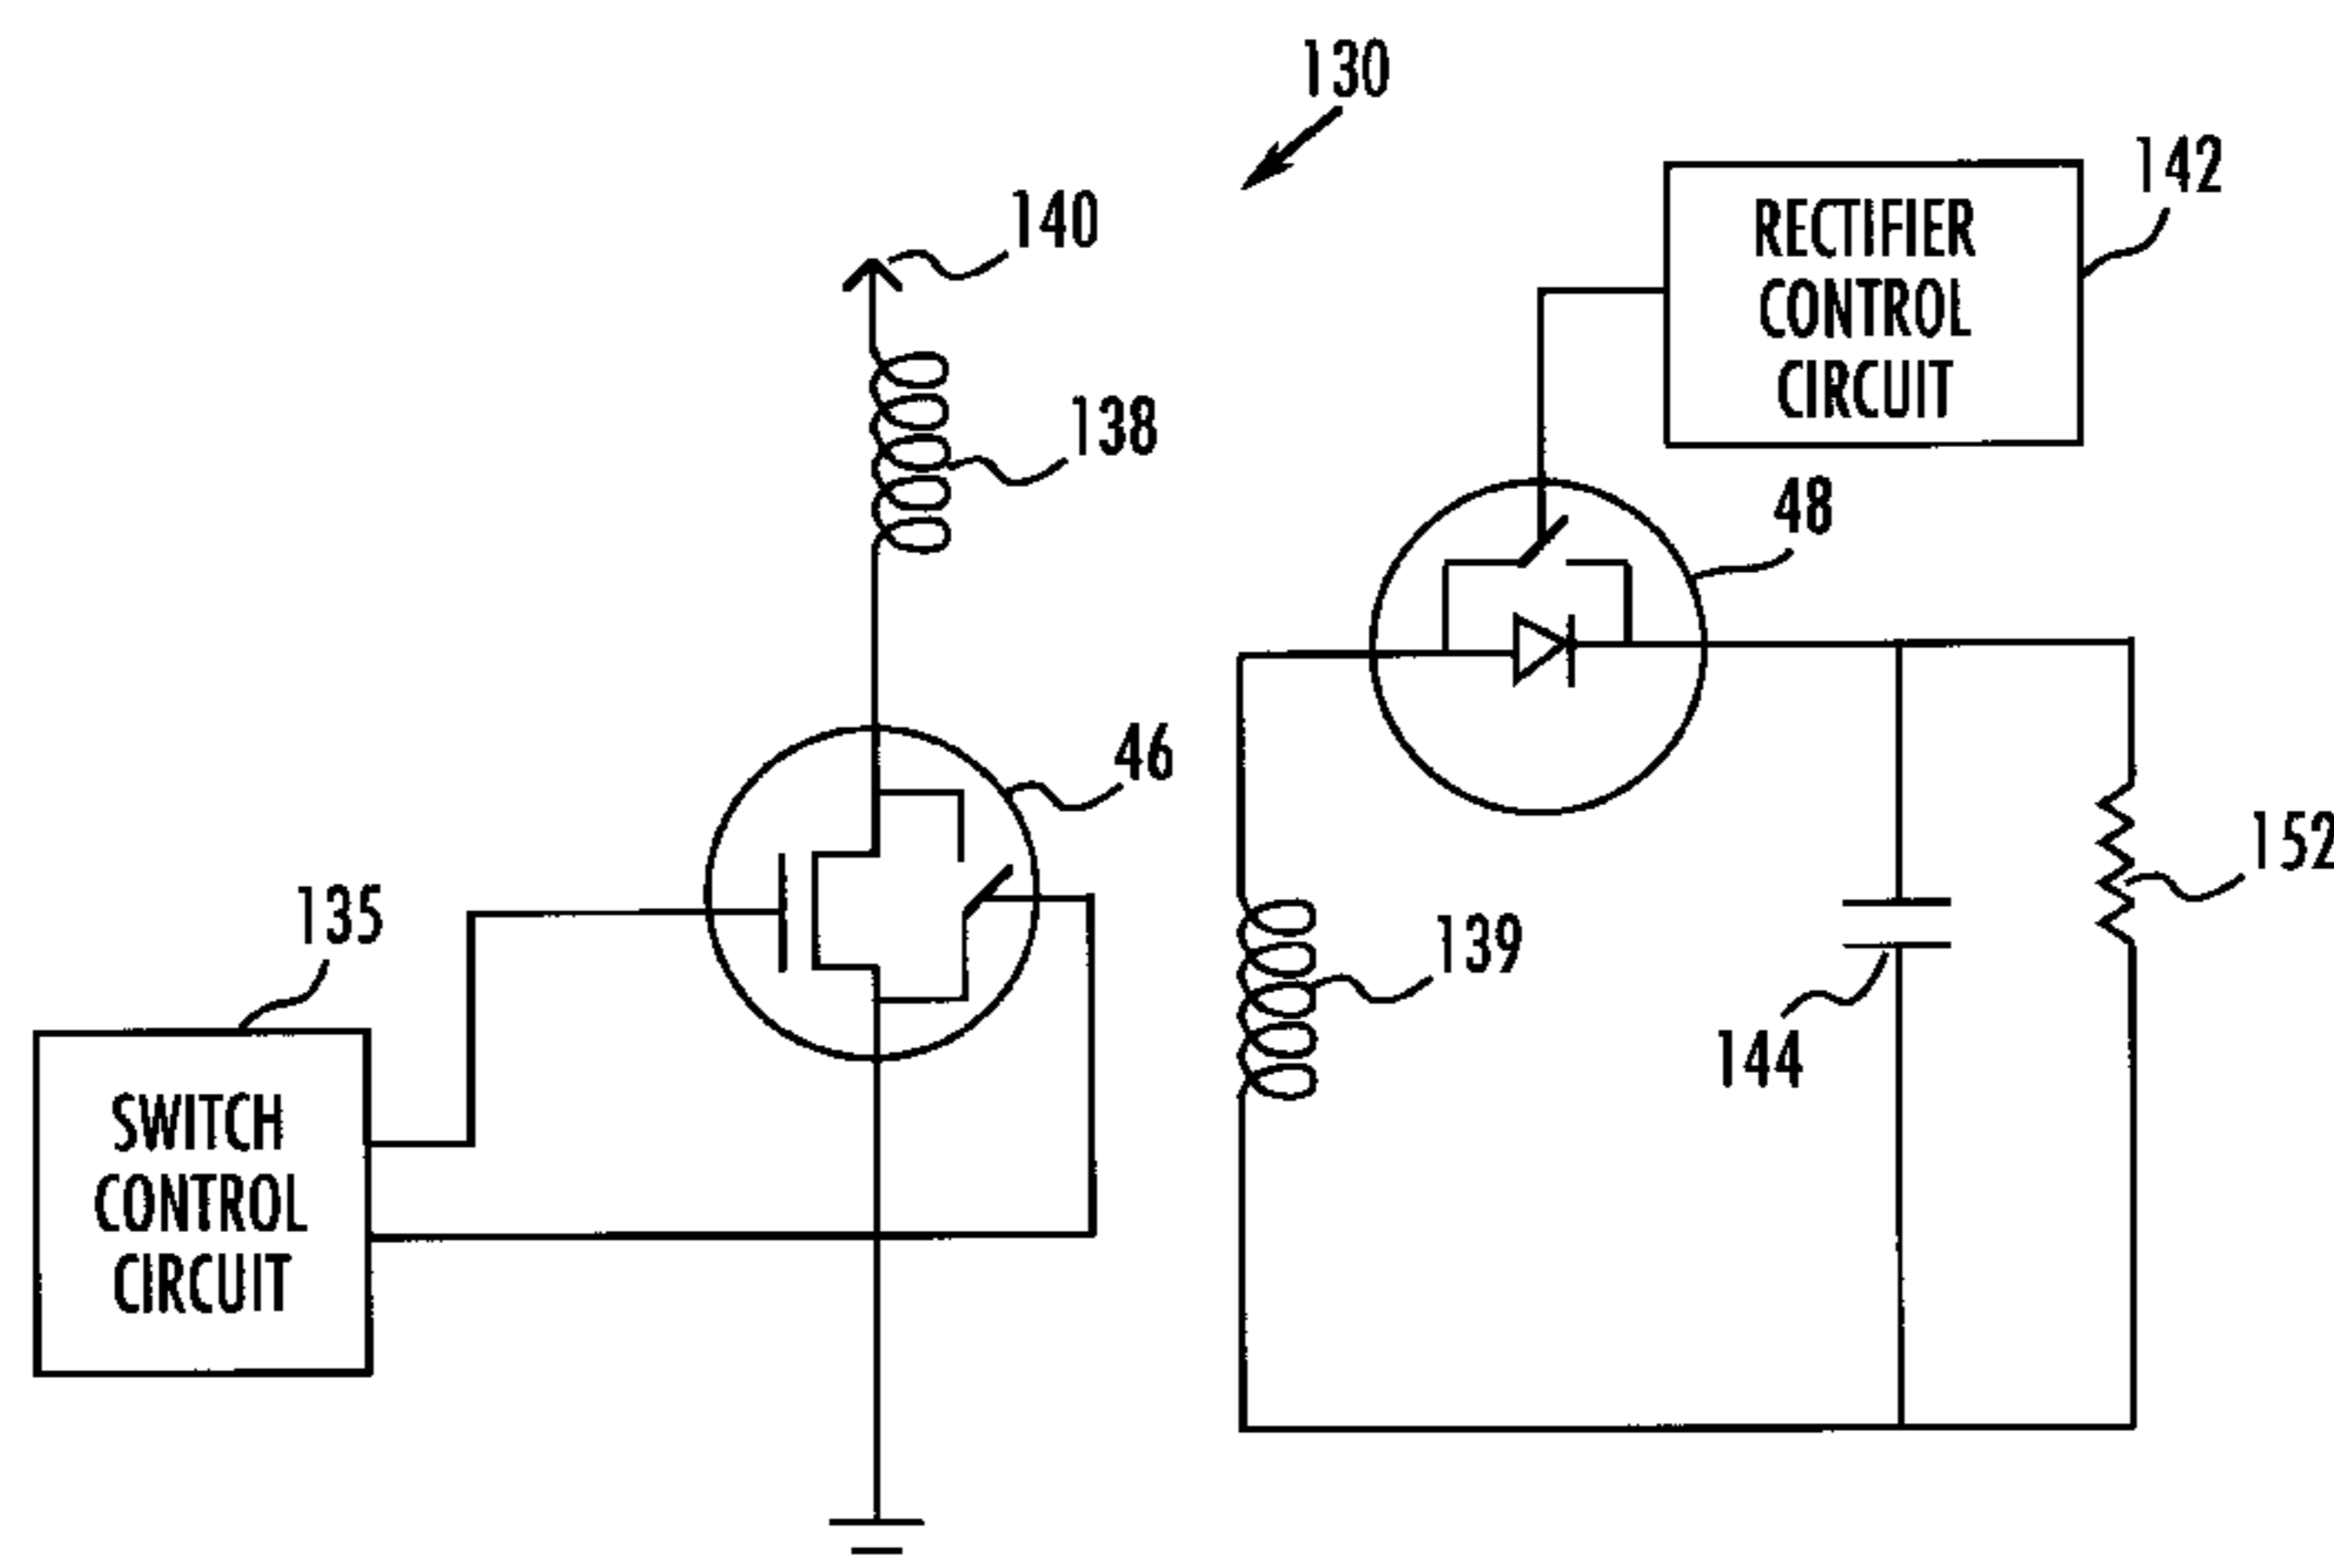 130
140
142
RECTIFIER
CONTROL
CIRCUIT
138
48
46
152
135
139
144
SWITCH
CONTROL
CIRCUIT